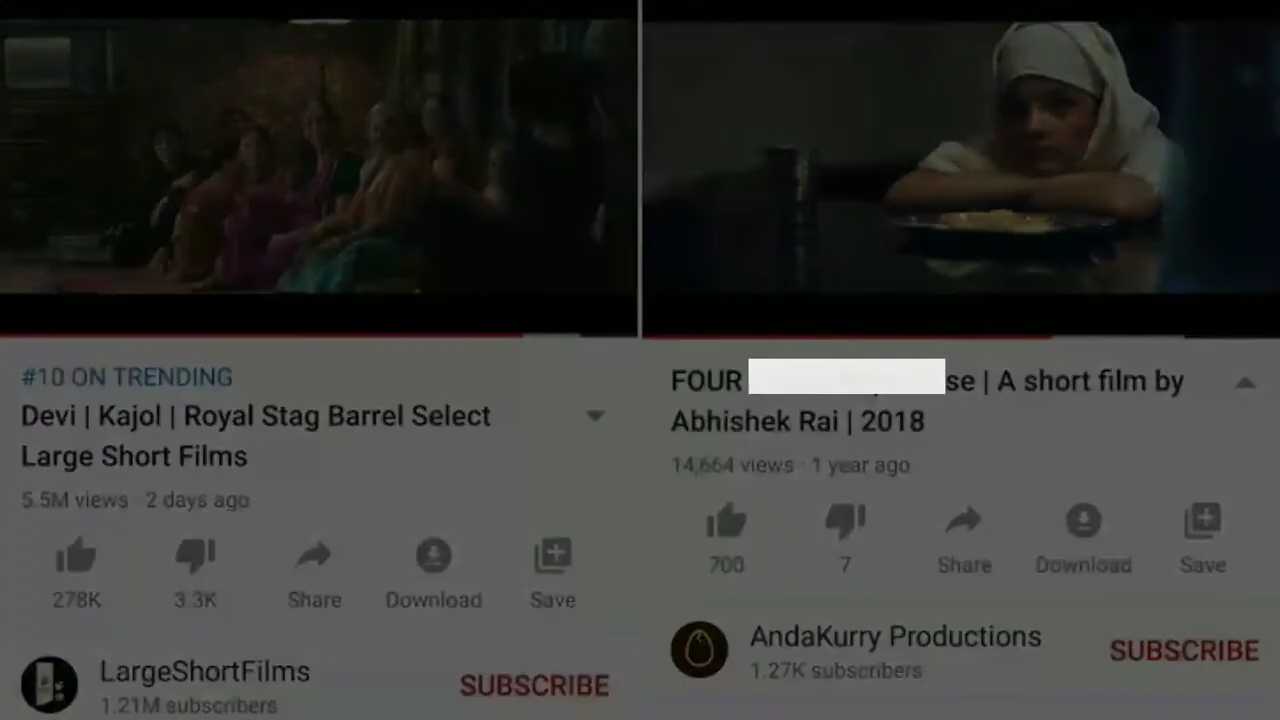 #10 ON TRENDING
Devi | Kajol | Royal Stag Barrel Select
Large Short Films
5.5M views · 2 days ago
278K
3.3K
Share
Download
Save
LargeShortFilms
1.21M subscribers
SUBSCRIBE
FOUR se | A short film by
Abhishek Rai | 2018
14,664 views · 1 year ago
700
7
Share
Download
Save
AndaKurry Productions
1.27K subscribers
SUBSCRIBE